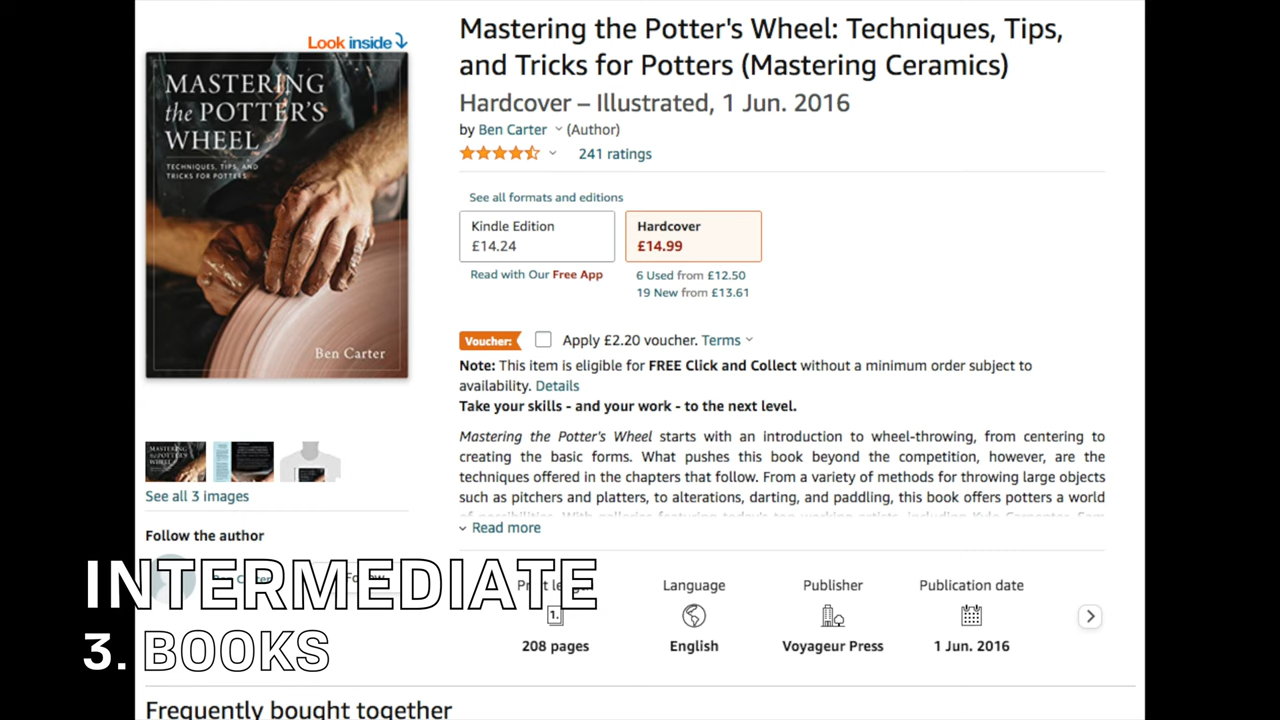 Look inside
MASTERING
the POTTER'S
WHEEL
TECHNIQUES, TIPS, AND
TRICKS FOR POTTERS
Ben Carter
See all 3 images
Follow the author
Mastering the Potter's Wheel: Techniques, Tips,
and Tricks for Potters (Mastering Ceramics)
Hardcover – Illustrated, 1 Jun. 2016
by Ben Carter (Author)
241 ratings
See all formats and editions
Kindle Edition
£14.24
Read with Our Free App
Hardcover
£14.99
6 Used from £12.50
19 New from £13.61
Voucher: Apply £2.20 voucher. Terms
Note: This item is eligible for FREE Click and Collect without a minimum order subject to
availability. Details
Take your skills - and your work - to the next level.
Mastering the Potter's Wheel starts with an introduction to wheel-throwing, from centering to
creating the basic forms. What pushes this book beyond the competition, however, are the
techniques offered in the chapters that follow. From a variety of methods for throwing large objects
such as pitchers and platters, to alterations, darting, and paddling, this book offers potters a world
Read more
Print length
1.
208 pages
Language
English
Publisher
Voyageur Press
Publication date
1 Jun. 2016
INTERMEDIATE
3. BOOKS
Frequently bought together